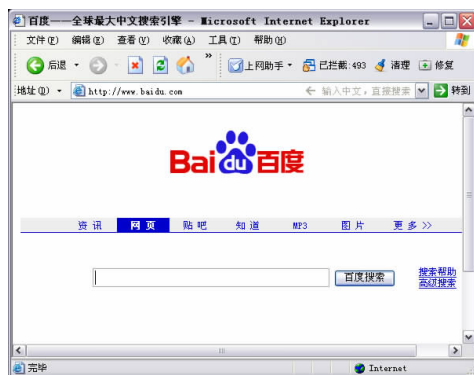 百度——全球最大中文搜索引擎 - Microsoft Internet Explorer
文件(F) 编辑(E) 查看(V) 收藏(A) 工具(T) 帮助(H)
后退 » 上网助手 已拦截: 493 清理 修复
地址(D) http://www.baidu.com ← 输入中文，直接搜索 转到
Bai du 百度
资讯 网页 贴吧 知道 MP3 图片 更多>>
百度搜索 搜索帮助
高级搜索
完毕 Internet